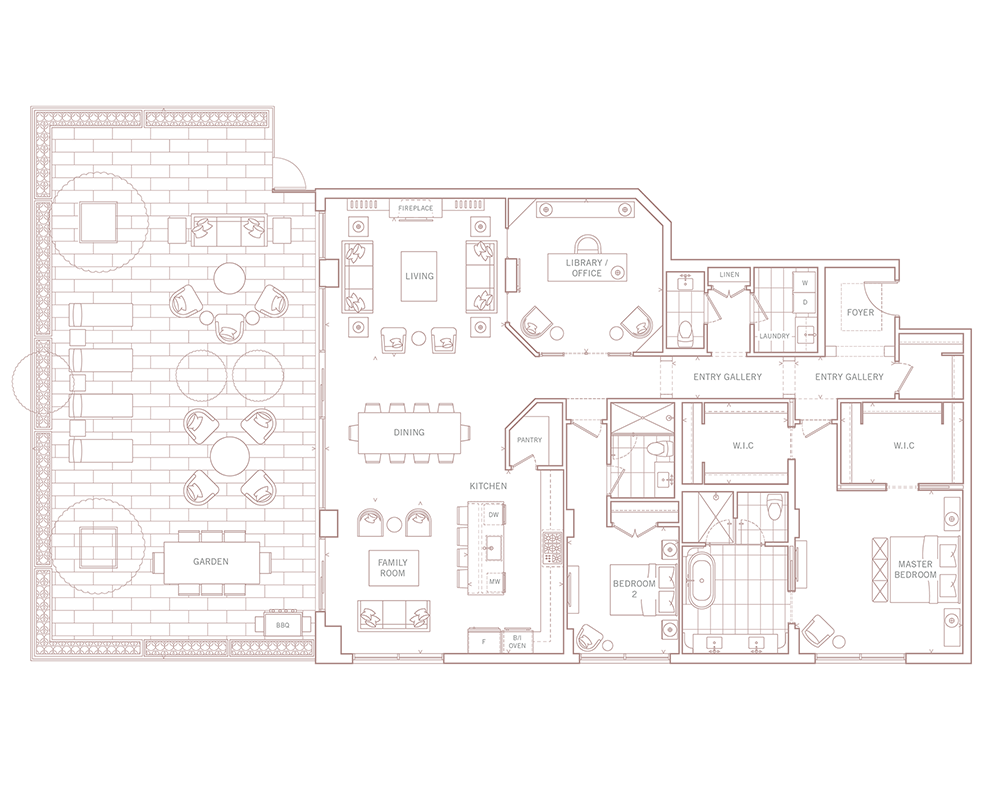 FIREPLACE
LIVING
LIBRARY /
OFFICE
LINEN
W
D
LAUNDRY
FOYER
ENTRY GALLERY
ENTRY GALLERY
DINING
PANTRY
W.I.C
W.I.C
KITCHEN
DW
GARDEN
FAMILY
ROOM
MW
BEDROOM
2
MASTER
BEDROOM
BBQ
F
B/I
OVEN